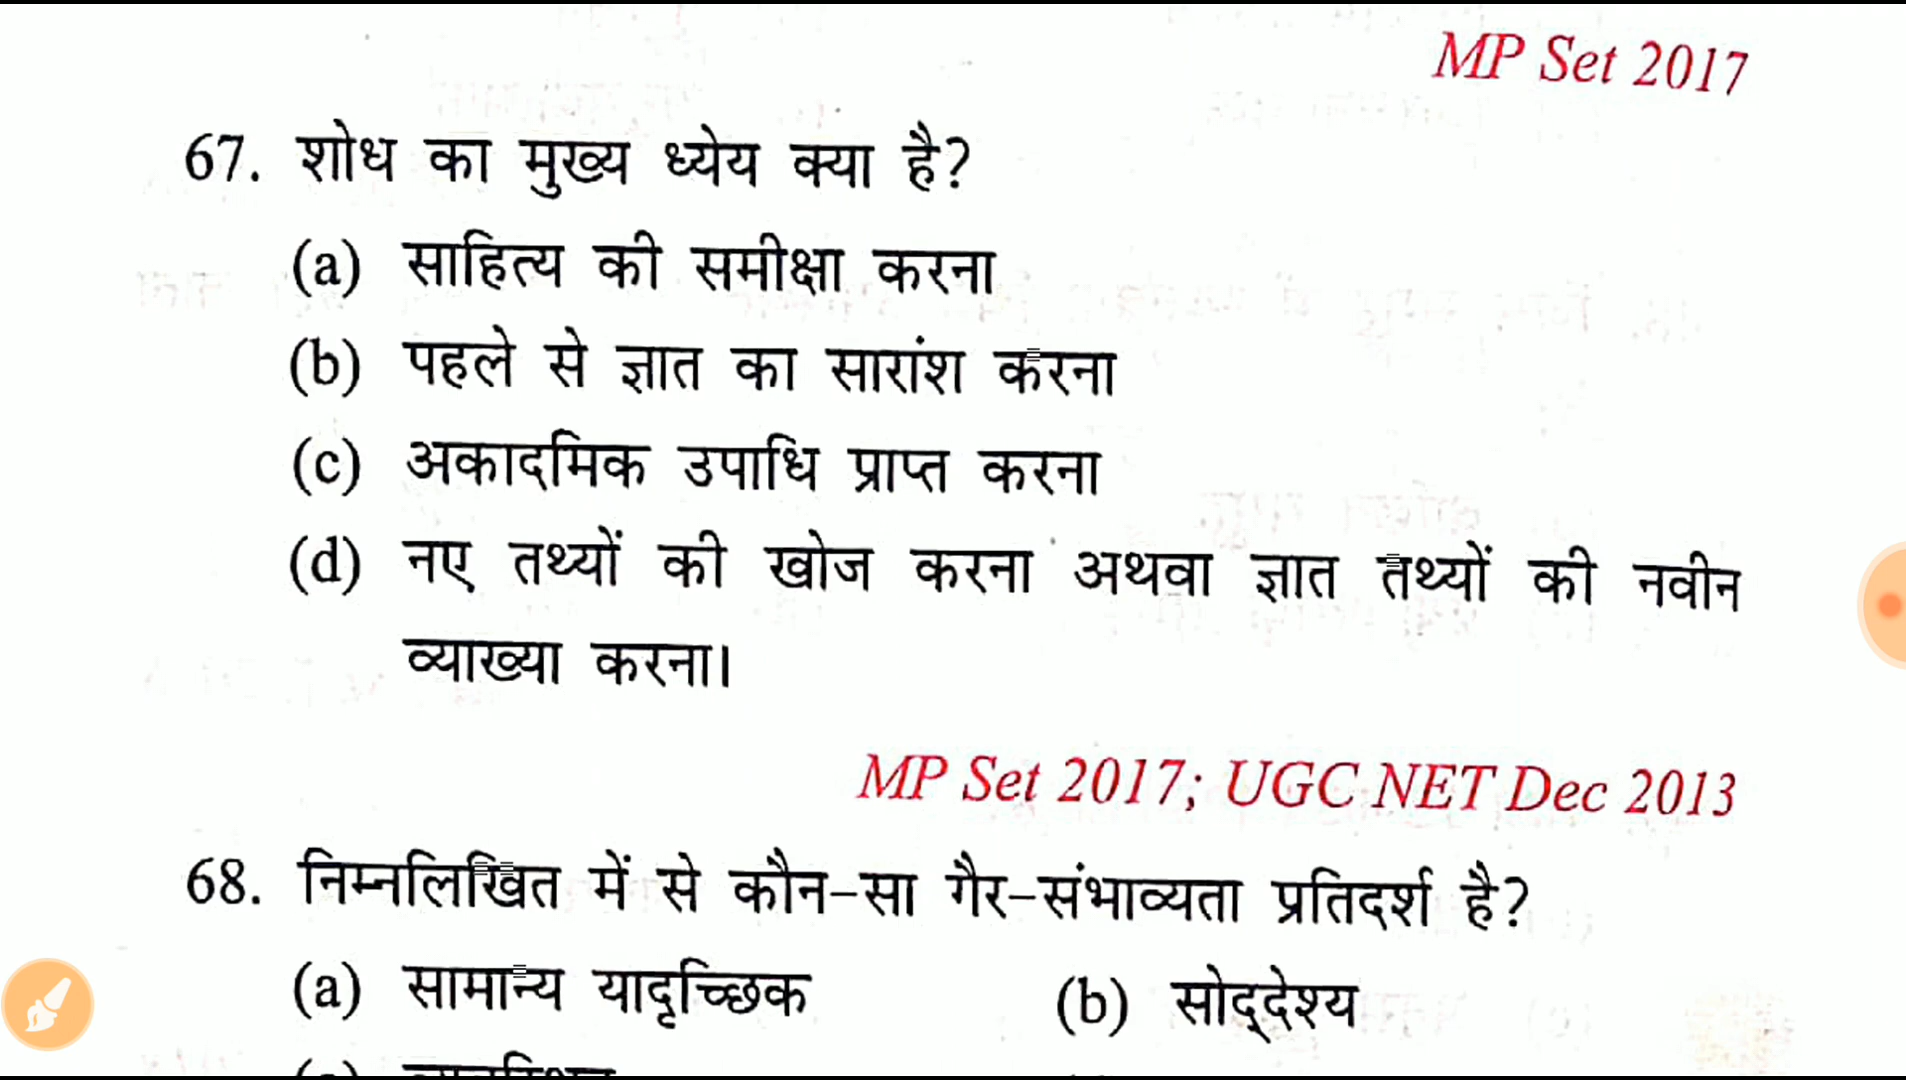 MP Set 2017
67. शोध का मुख्य ध्येय क्या है?
(a) साहित्य की समीक्षा करना
(b) पहले से ज्ञात का सारांश करना
(c) अकादमिक उपाधि प्राप्त करना
(d) नए तथ्यों की खोज करना अथवा ज्ञात तथ्यों की नवीन
व्याख्या करना।
MP Set 2017; UGC NET Dec 2013
68. निम्नलिखित में से कौन-सा गैर-संभाव्यता प्रतिदर्श है?
(a) सामान्य यादृच्छिक (b) सोद्देश्य